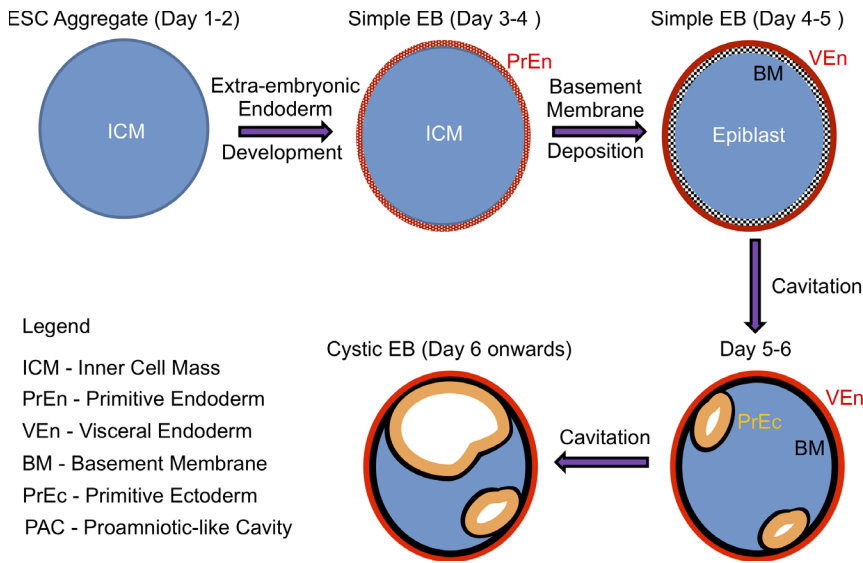 ESC Aggregate (Day 1-2)
Simple EB (Day 3-4 )
Simple EB (Day 4-5 )
PrEn
VEn
BM
Extra-embryonic
Endoderm
Development
Basement
Membrane
Deposition
ICM
ICM
Epiblast
Cavitation
Legend
ICM - Inner Cell Mass
PrEn - Primitive Endoderm
VEn - Visceral Endoderm
BM - Basement Membrane
PrEc - Primitive Ectoderm
PAC - Proamniotic-like Cavity
Cystic EB (Day 6 onwards)
Day 5-6
VEn
PrEc
BM
Cavitation